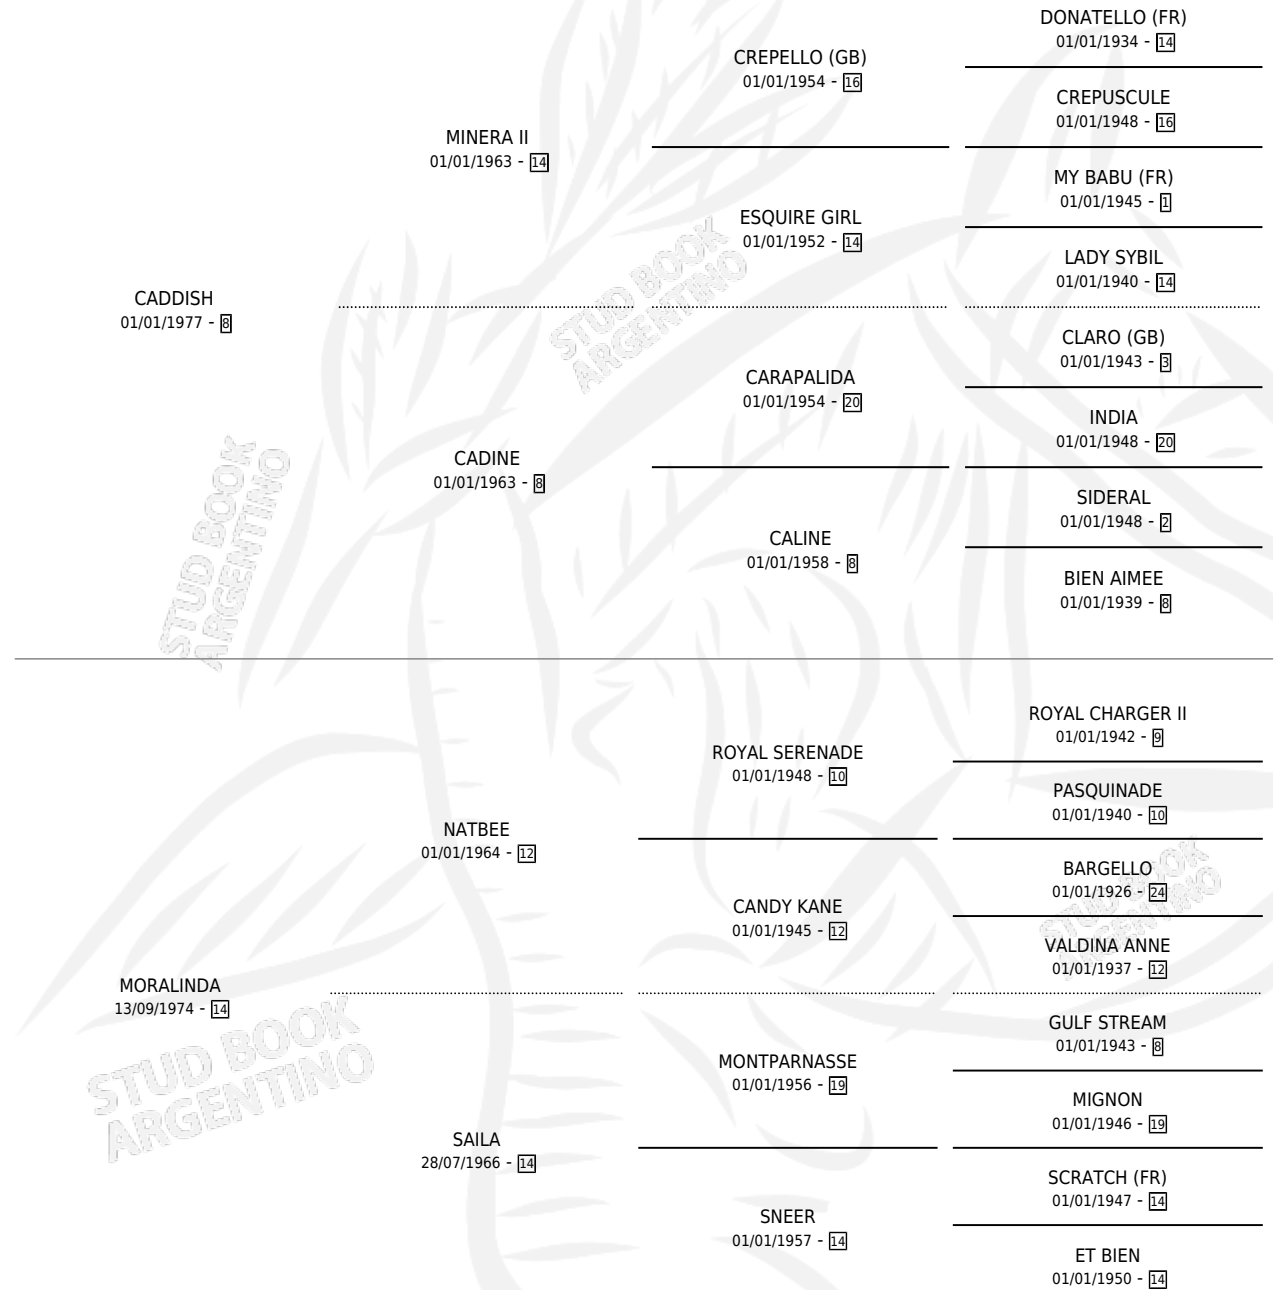 DONATELLO (FR)
01/01/1934 - 14
CREPELLO (GB)
01/01/1954 - 16
CREPUSCULE
01/01/1948 - 16
MINERA II
01/01/1963 - 14
MY BABU (FR)
01/01/1945 - 1
ESQUIRE GIRL
01/01/1952 - 14
LADY SYBIL
01/01/1940 - 14
CADDISH
01/01/1977 - 8
STUD BOOK
ARGENTINO
CLARO (GB)
01/01/1943 - 3
CARAPALIDA
01/01/1954 - 20
INDIA
01/01/1948 - 20
CADINE
01/01/1963 - 8
SIDERAL
01/01/1948 - 2
CALINE
01/01/1958 - 8
BIEN AIMEE
01/01/1939 - 8
STUD BOOK
ARGENTINO
ROYAL CHARGER II
01/01/1942 - 9
ROYAL SERENADE
01/01/1948 - 10
PASQUINADE
01/01/1940 - 10
NATBEE
01/01/1964 - 12
BARGELLO
01/01/1926 - 24
CANDY KANE
01/01/1945 - 12
STUD BOOK
ARGENTINO
VALDINA ANNE
01/01/1937 - 12
MORALINDA
13/09/1974 - 14
STUD BOOK
ARGENTINO
GULF STREAM
01/01/1943 - 8
MONTPARNASSE
01/01/1956 - 19
MIGNON
01/01/1946 - 19
SAILA
28/07/1966 - 14
SCRATCH (FR)
01/01/1947 - 14
SNEER
01/01/1957 - 14
ET BIEN
01/01/1950 - 14